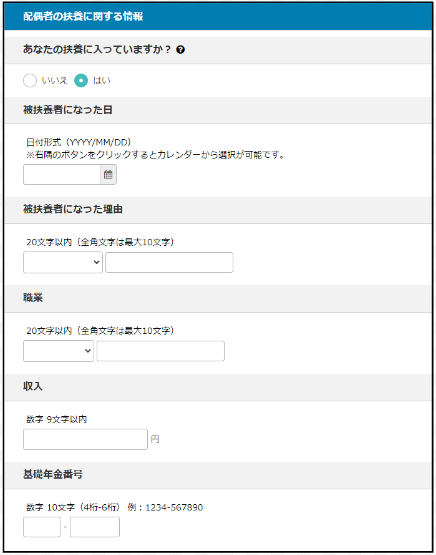 配偶者の扶養に関する情報
あなたの扶養に入っていますか？ ?
いいえ はい
被扶養者になった日
日付形式（YYYY/MM/DD）
※右隅のボタンをクリックするとカレンダーから選択が可能です。
被扶養者になった理由
20文字以内（全角文字は最大10文字）
職業
20文字以内（全角文字は最大10文字）
収入
数字 9文字以内
円
基礎年金番号
数字 10文字（4桁-6桁） 例：1234-567890
-